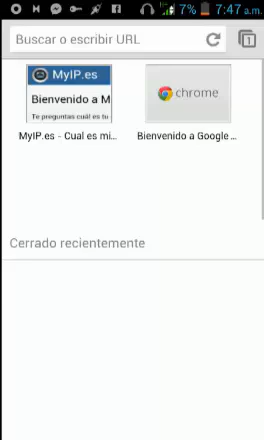 7% 7:47 a.m.
Buscar o escribir URL
1
MyIP.es
Bienvenido a M
Te preguntas cuál es tu
chrome
MyIP.es - Cual es mi...
Bienvenido a Google ...
Cerrado recientemente